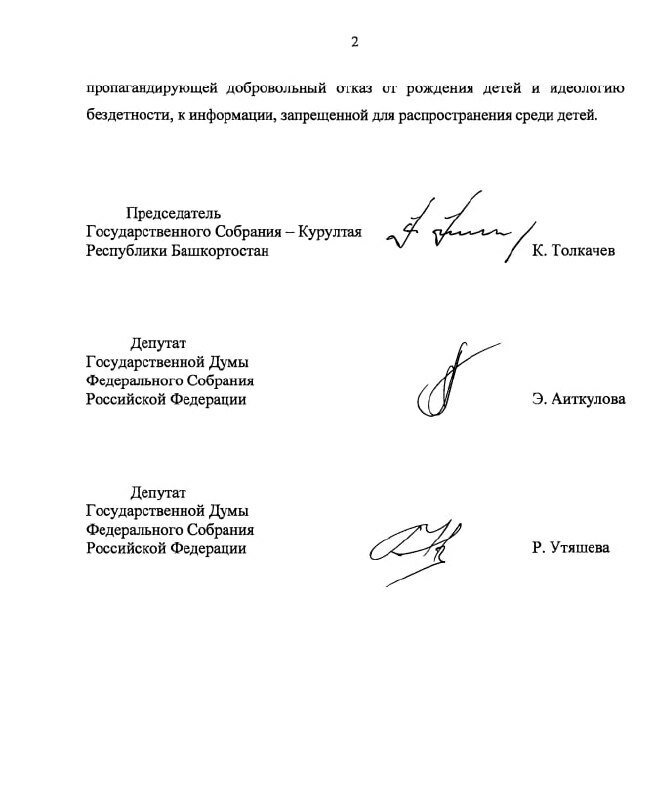 2
пропагандирующей добровольный отказ от рождения детей и идеологию
бездетности, к информации, запрещенной для распространения среди детей.
Председатель
Государственного Собрания – Курултая
Республики Башкортостан
К. Толкачев
Депутат
Государственной Думы
Федерального Собрания
Российской Федерации
Э. Аиткулова
Депутат
Государственной Думы
Федерального Собрания
Российской Федерации
Р. Утяшева